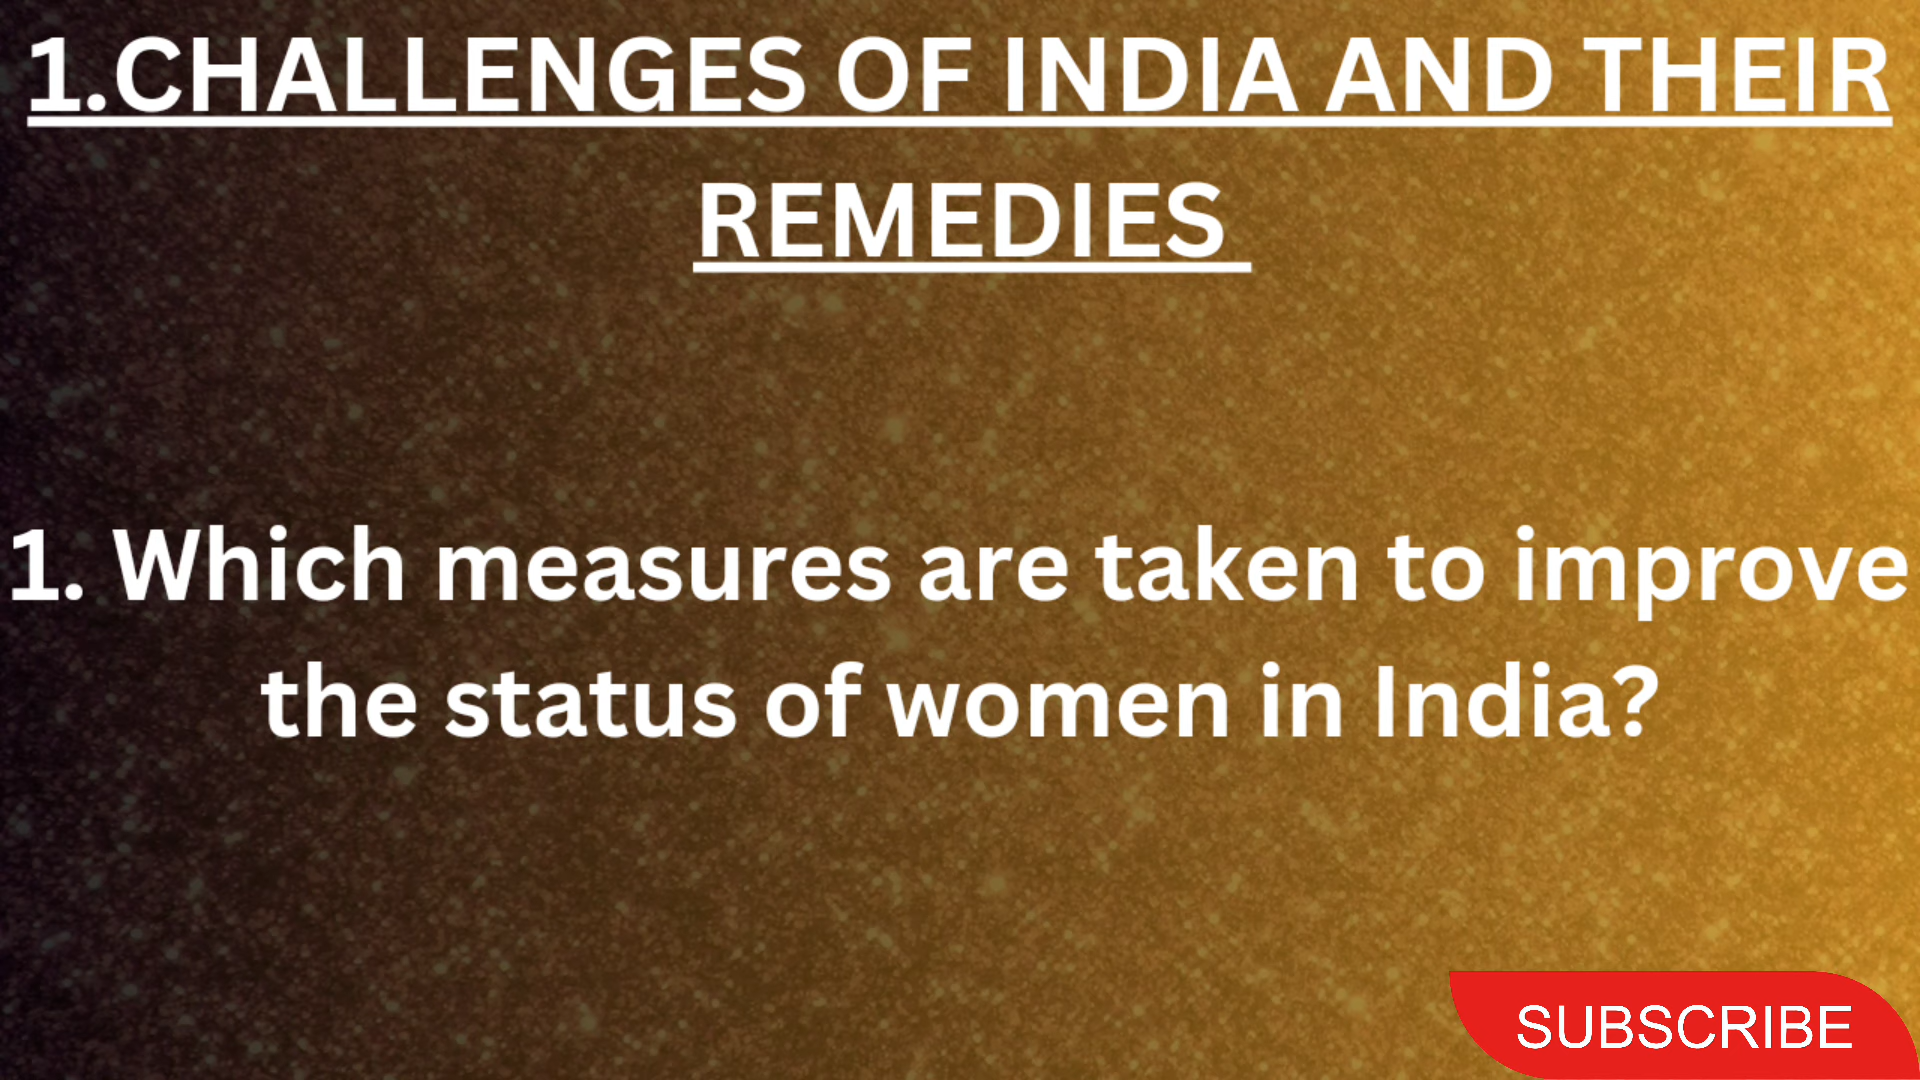 1.CHALLENGES OF INDIA AND THEIR
REMEDIES
1. Which measures are taken to improve
the status of women in India?
SUBSCRIBE